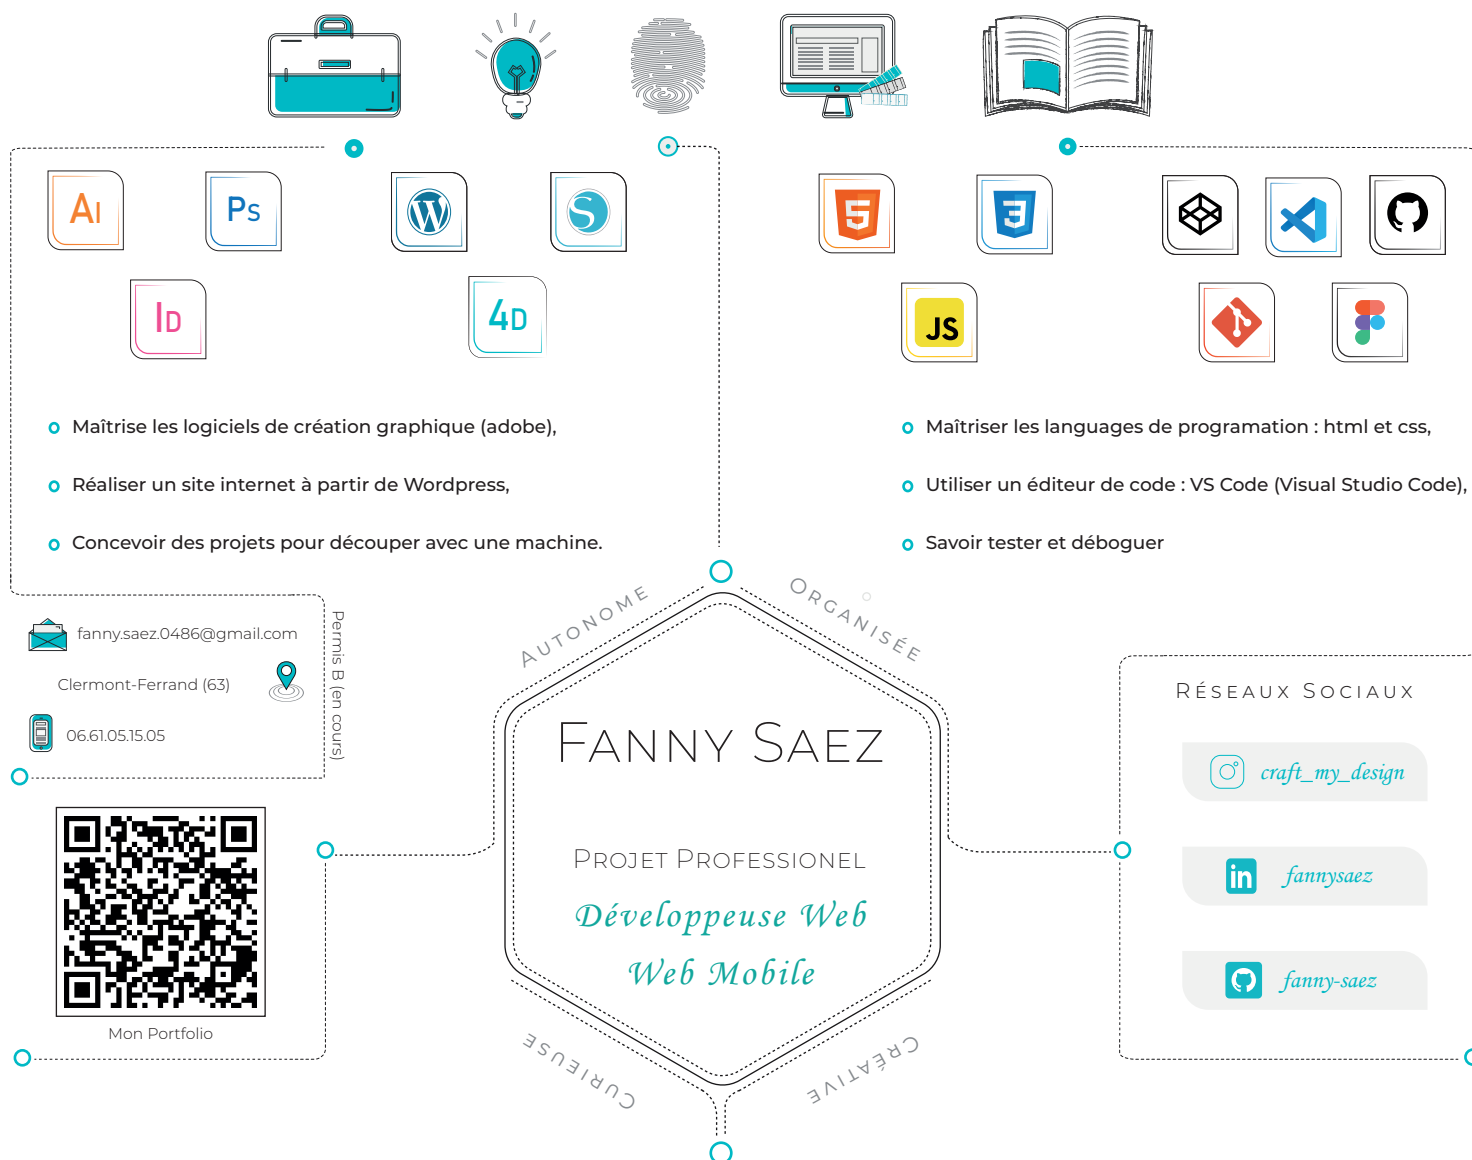 AI
PS
ID
4D
5
3
JS
Maîtrise les logiciels de création graphique (adobe),
Réaliser un site internet à partir de Wordpress,
Concevoir des projets pour découper avec une machine.
Maîtriser les languages de programation : html et css,
Utiliser un éditeur de code : VS Code (Visual Studio Code),
Savoir tester et déboguer
fanny.saez.0486@gmail.com
Clermont-Ferrand (63)
06.61.05.15.05
Permis B (en cours)
Mon Portfolio
AUTONOME
ORGANISÉE
FANNY SAEZ
PROJET PROFESSIONEL
Développeuse Web
Web Mobile
CURIEUSE
CRÉATIVE
RÉSEAUX SOCIAUX
craft_my_design
in
fannysaez
fanny-saez